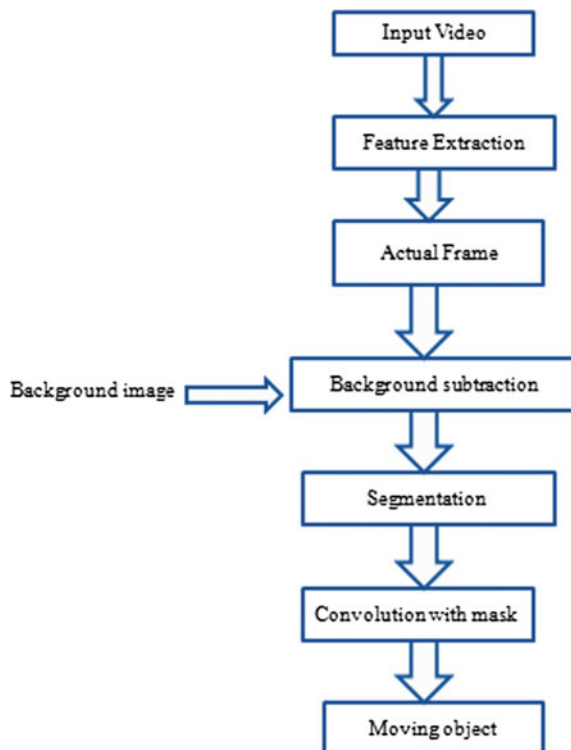 Input Video
Feature Extraction
Actual Frame
Background image
Background subtraction
Segmentation
Convolution with mask
Moving object